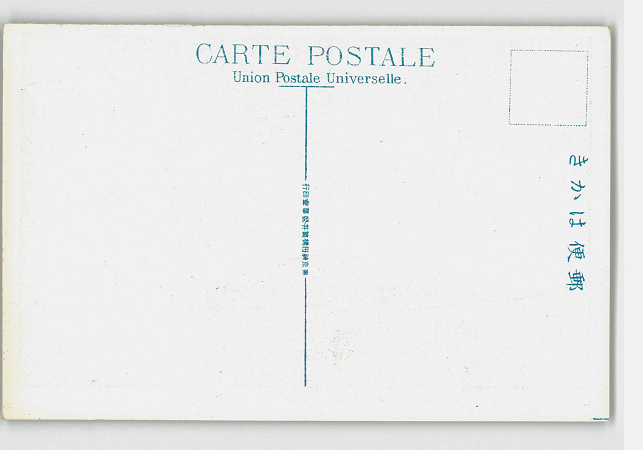 CARTE POSTALE
Union Postale Universelle.
きかは便郵